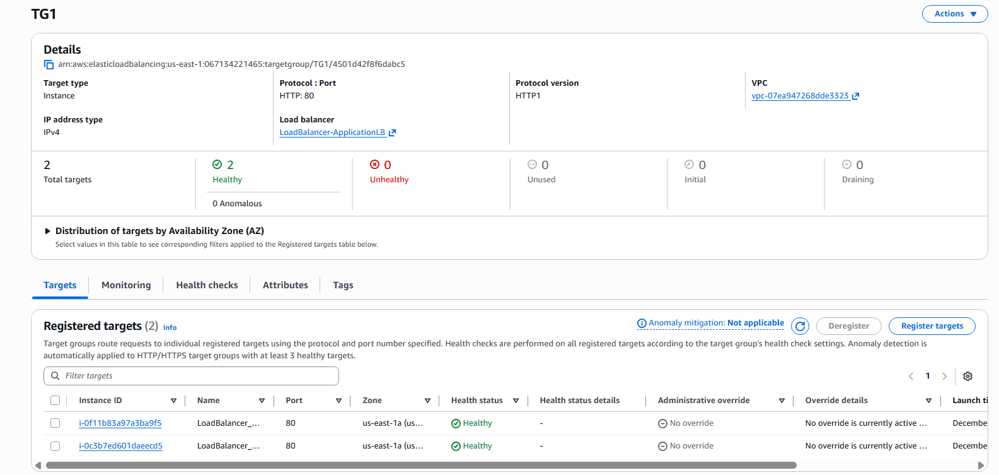 TG1
Actions
Details
arn:aws:elasticloadbalancing:us-east-1:067134221465:targetgroup/TG1/4501d42f8f6dabc5
Target type
Instance
Protocol : Port
HTTP: 80
Protocol version
HTTP1
VPC
vpc-07ea947268dde3323
IP address type
IPv4
Load balancer
LoadBalancer-ApplicationLB
2
Total targets
2
Healthy
0 Anomalous
0
Unhealthy
0
Unused
0
Initial
0
Draining
Distribution of targets by Availability Zone (AZ)
Select values in this table to see corresponding filters applied to the Registered targets table below.
Targets
Monitoring
Health checks
Attributes
Tags
Registered targets (2) Info
Anomaly mitigation: Not applicable
Deregister
Register targets
Target groups route requests to individual registered targets using the protocol and port number specified. Health checks are performed on all registered targets according to the target group's health check settings. Anomaly detection is
automatically applied to HTTP/HTTPS target groups with at least 3 healthy targets.
Filter targets
1
Instance ID Name Port Zone Health status Health status details Administrative override Override details Launch ti
i-0f11b83a97a3ba9f5 LoadBalancer_... 80 us-east-1a (us... Healthy - No override No override is currently active ... Decembe
i-0c3b7ed601daeecd5 LoadBalancer_... 80 us-east-1a (us... Healthy - No override No override is currently active ... Decembe